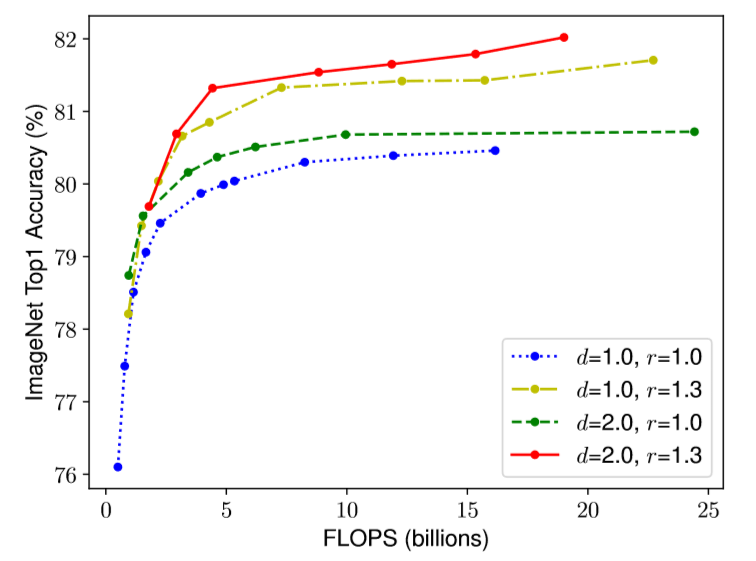 ImageNet Top1 Accuracy (%)
82
81
80
79
78
77
76
d=1.0, r=1.0
d=1.0, r=1.3
d=2.0, r=1.0
d=2.0, r=1.3
0 5 10 15 20 25
FLOPS (billions)